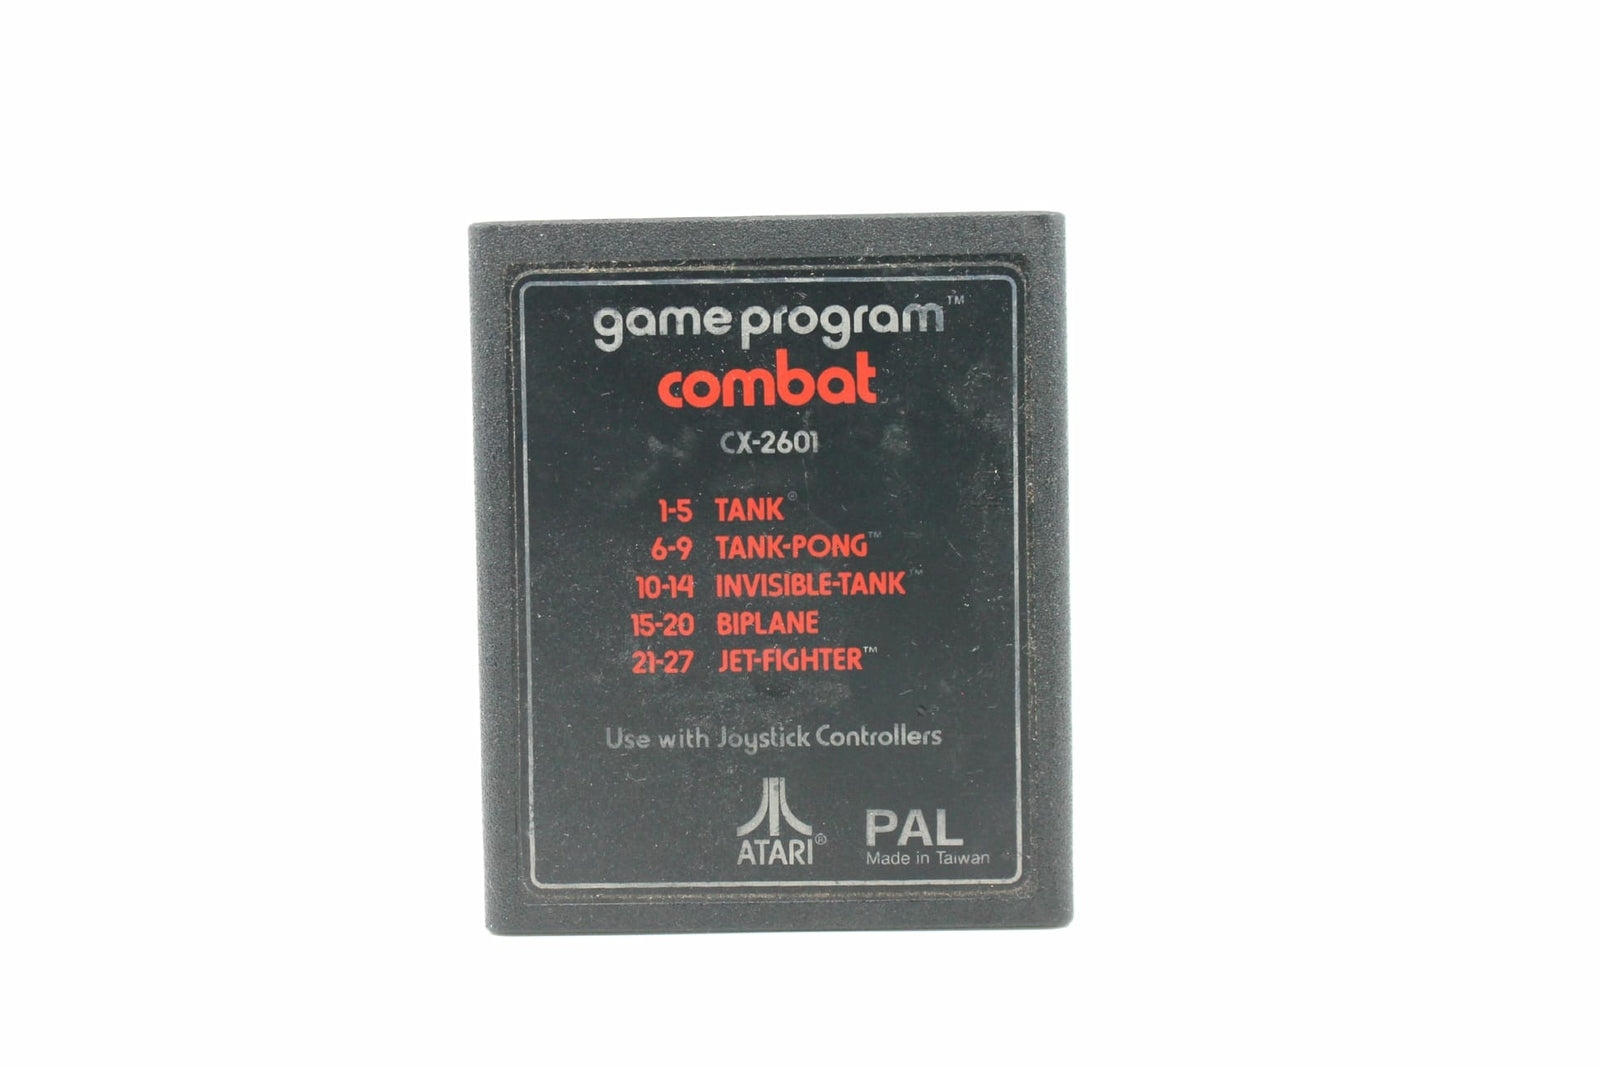 game program™
combat
CX-2601
1-5 TANK®
6-9 TANK-PONG™
10-14 INVISIBLE-TANK™
15-20 BIPLANE
21-27 JET-FIGHTER™
Use with Joystick Controllers
ATARI®
PAL
Made in Taiwan